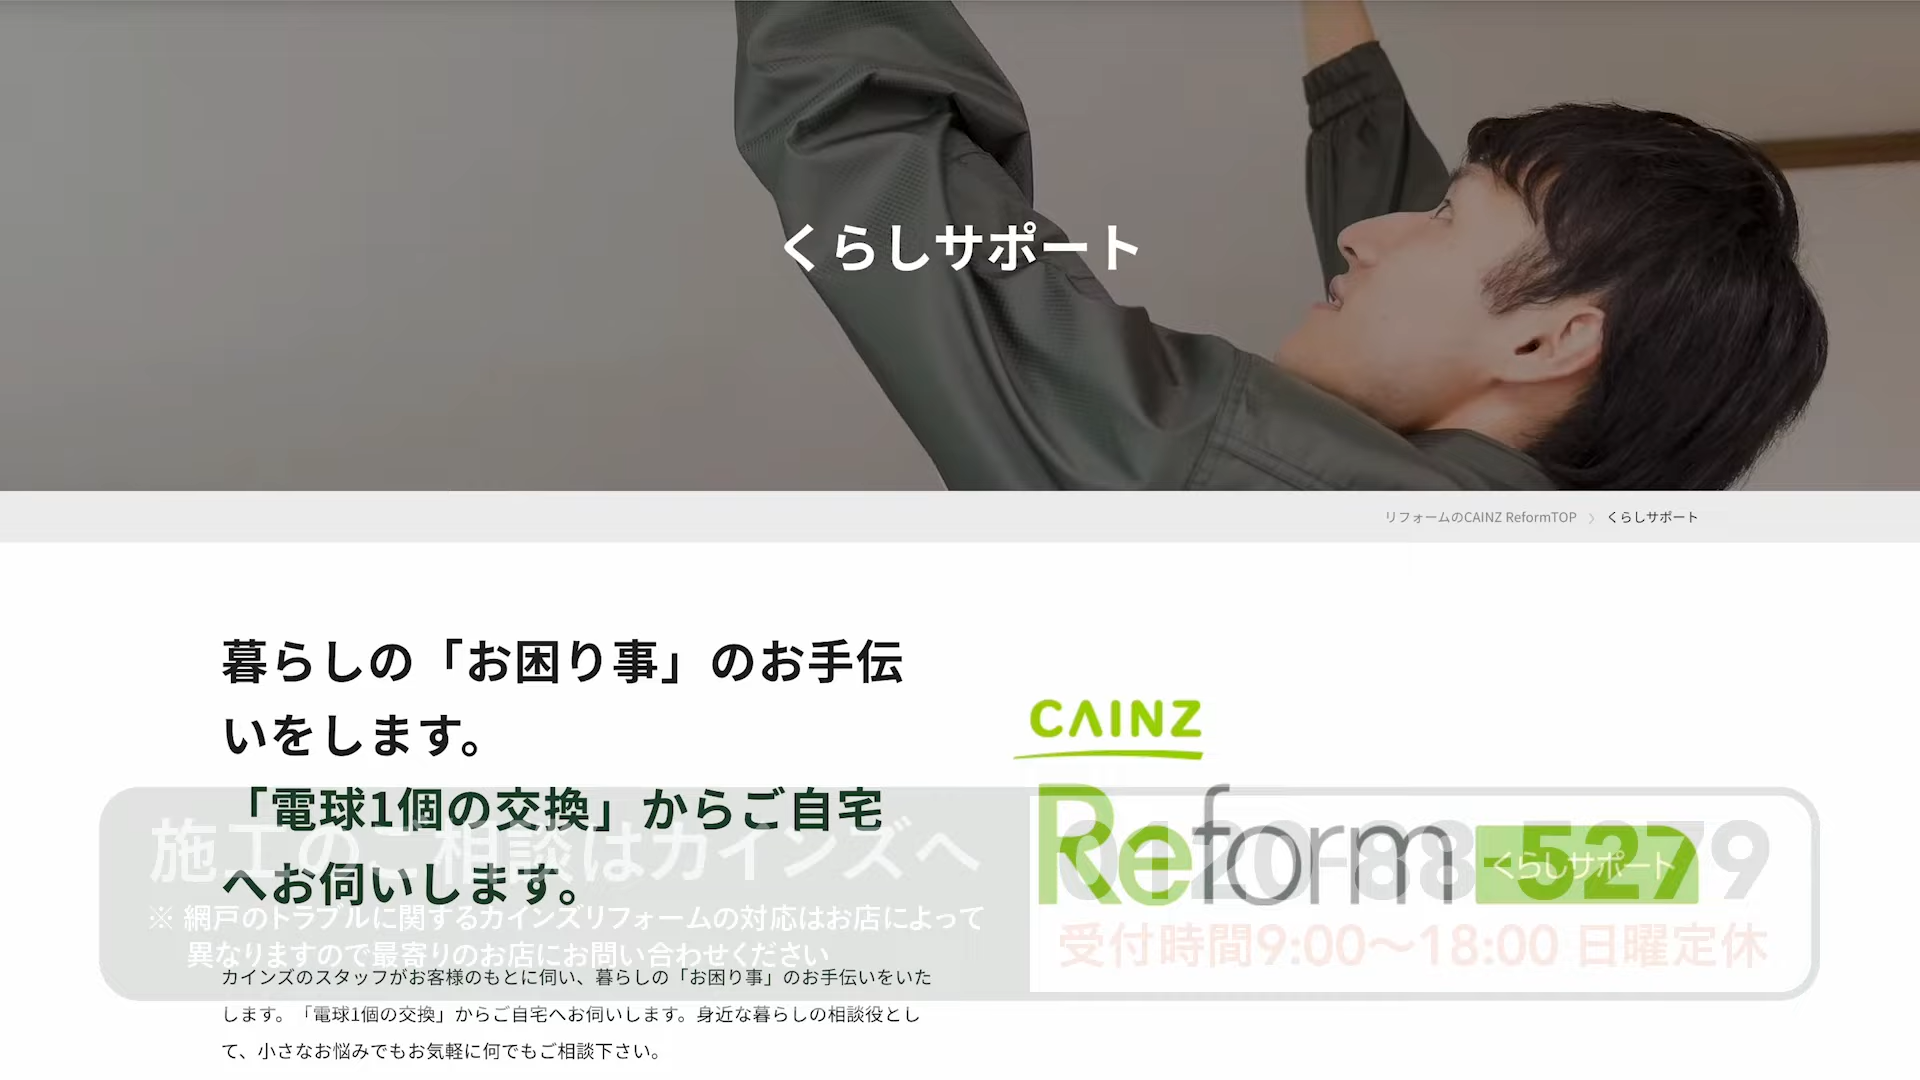 くらしサポート
リフォームのCAINZ ReformTOP 〉 くらしサポート
暮らしの「お困り事」のお手伝
いをします。
「電球1個の交換」からご自宅
へお伺いします。
カインズのスタッフがお客様のもとに伺い、暮らしの「お困り事」のお手伝いをいた
します。「電球1個の交換」からご自宅へお伺いします。身近な暮らしの相談役とし
て、小さなお悩みでもお気軽に何でもご相談下さい。
CAINZ
Reform くらしサポート
施工のご相談はカインズへ
※ 網戸のトラブルに関するカインズリフォームの対応はお店によって
異なりますので最寄りのお店にお問い合わせください
0120-88-5279
受付時間9:00〜18:00 日曜定休